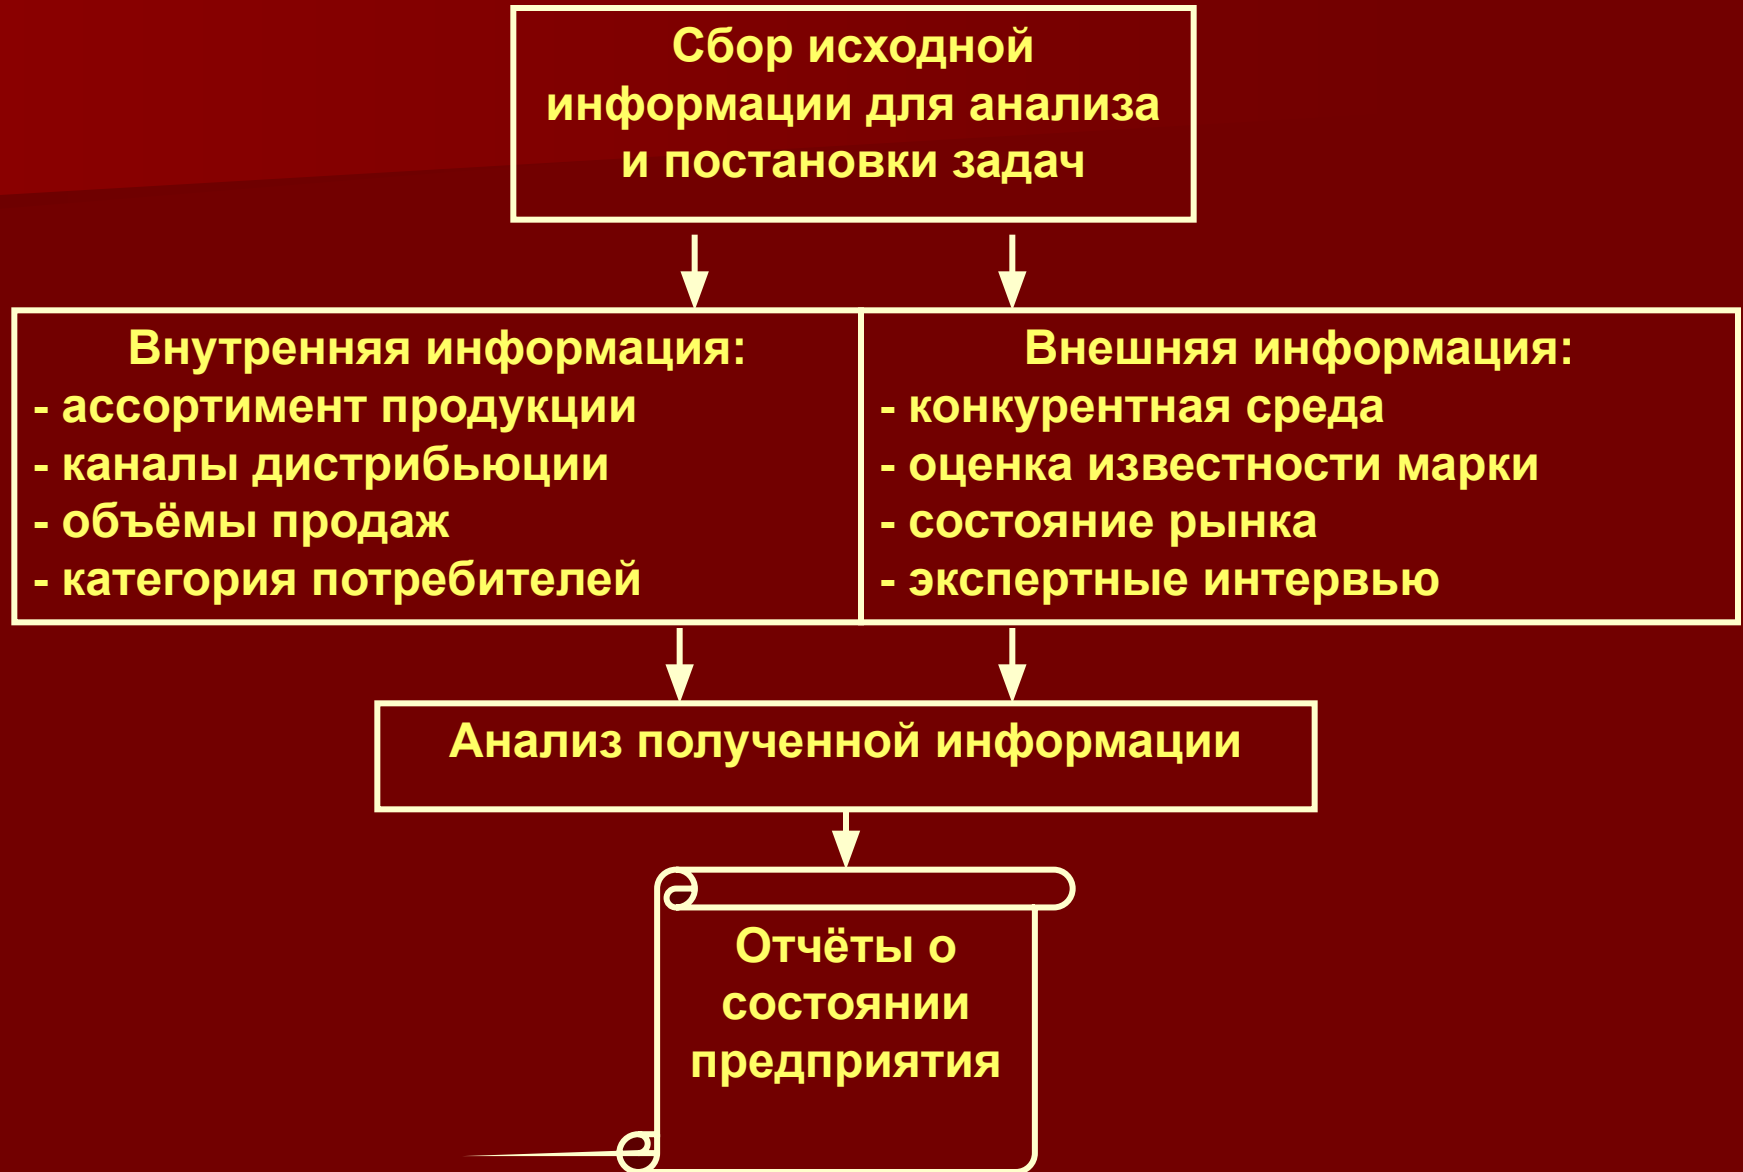 Сбор исходной
информации для анализа
и постановки задач
Внутренняя информация:
- ассортимент продукции
- каналы дистрибьюции
- объёмы продаж
- категория потребителей
Внешняя информация:
- конкурентная среда
- оценка известности марки
- состояние рынка
- экспертные интервью
Анализ полученной информации
Отчёты о
состоянии
предприятия